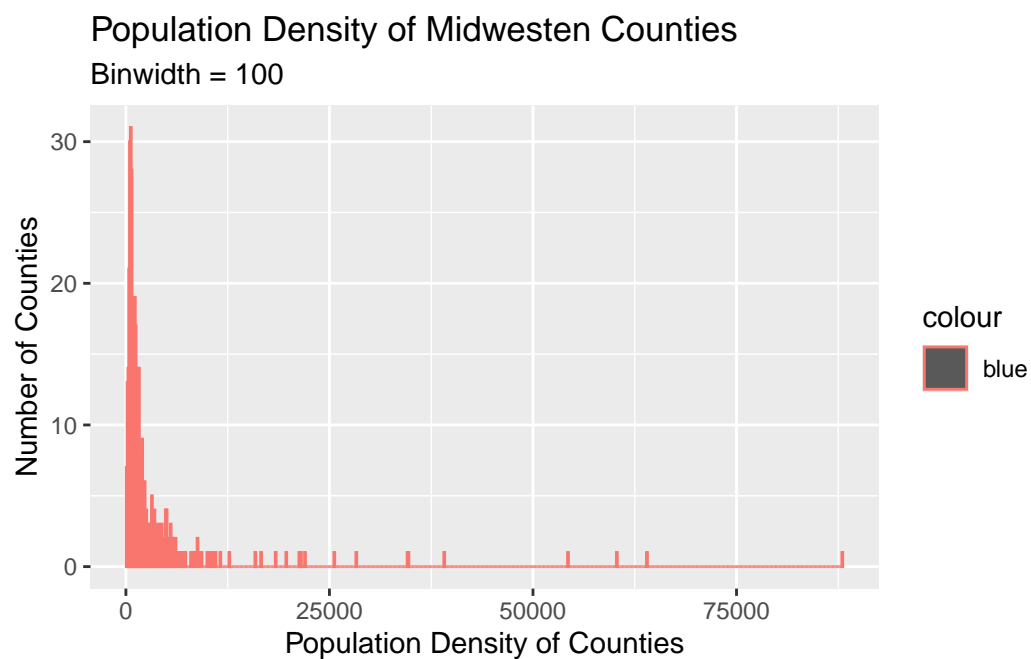 Population Density of Midwesten Counties
Binwidth = 100
Number of Counties
30
20
10
0
0 25000 50000 75000
Population Density of Counties
colour
blue